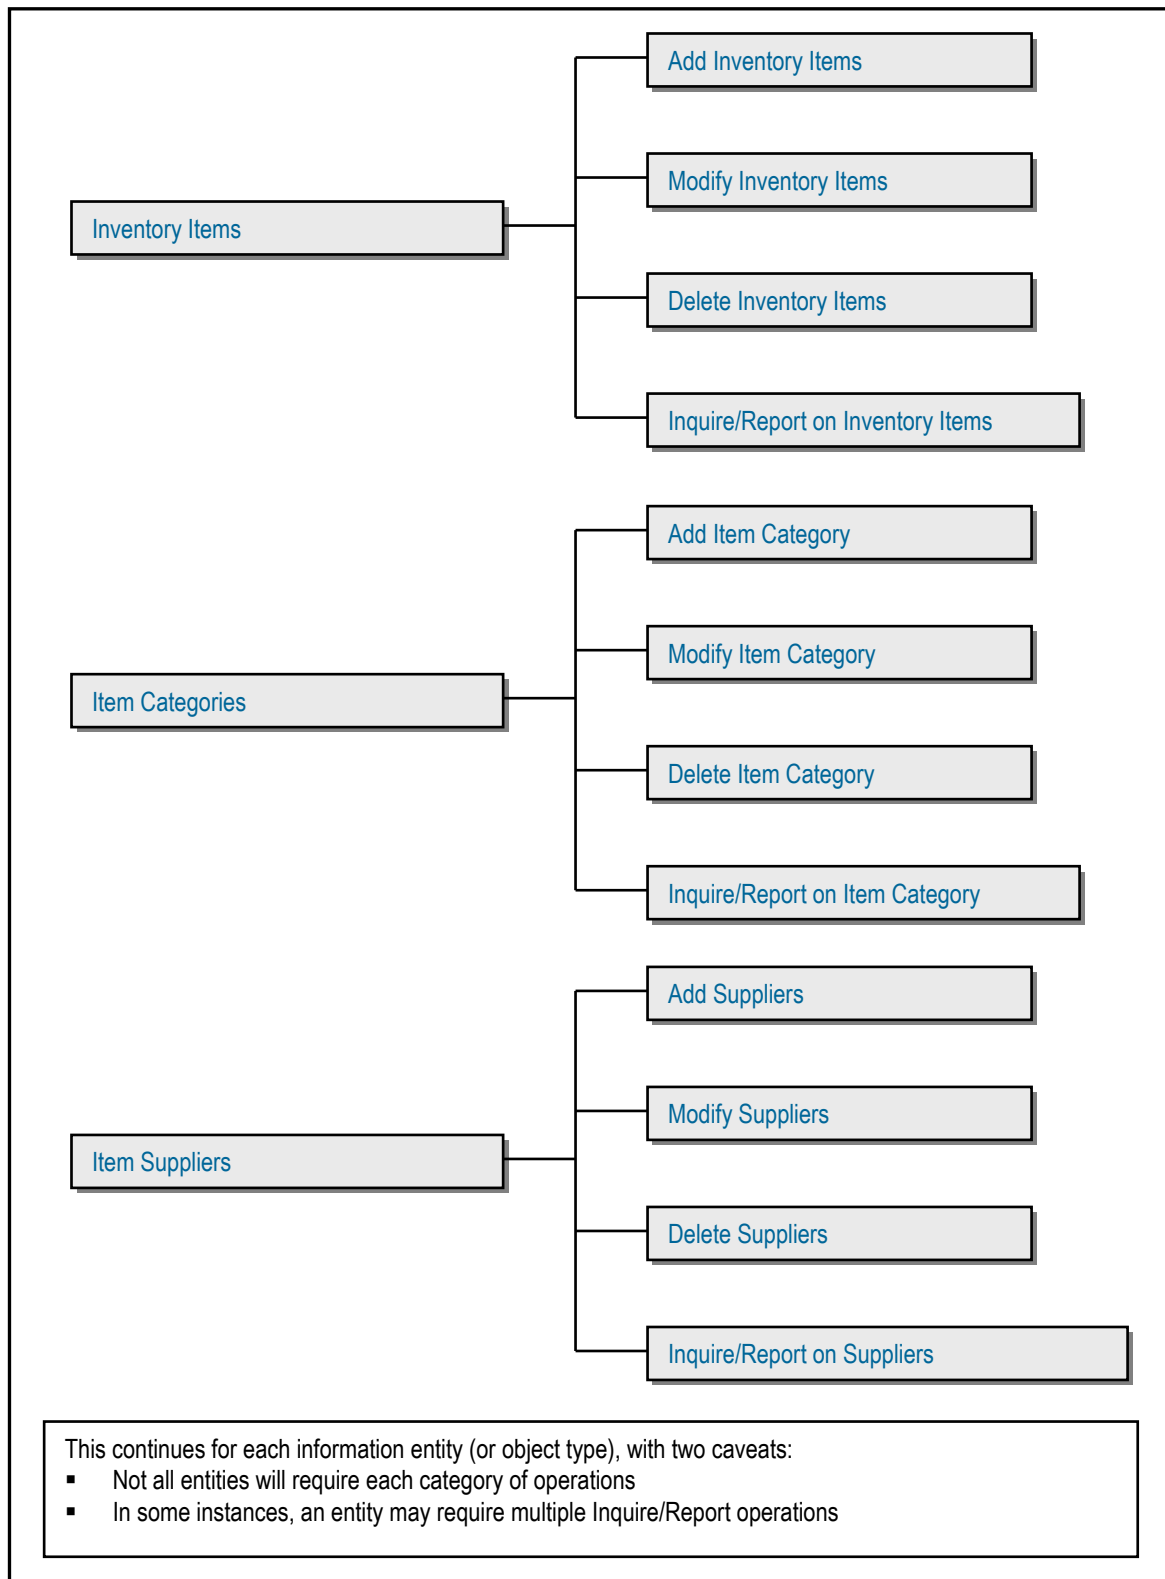 Add Inventory Items
Modify Inventory Items
Inventory Items
Delete Inventory Items
Inquire/Report on Inventory Items
Add Item Category
Modify Item Category
Item Categories
Delete Item Category
Inquire/Report on Item Category
Add Suppliers
Modify Suppliers
Item Suppliers
Delete Suppliers
Inquire/Report on Suppliers
This continues for each information entity (or object type), with two caveats:
▪ Not all entities will require each category of operations
▪ In some instances, an entity may require multiple Inquire/Report operations